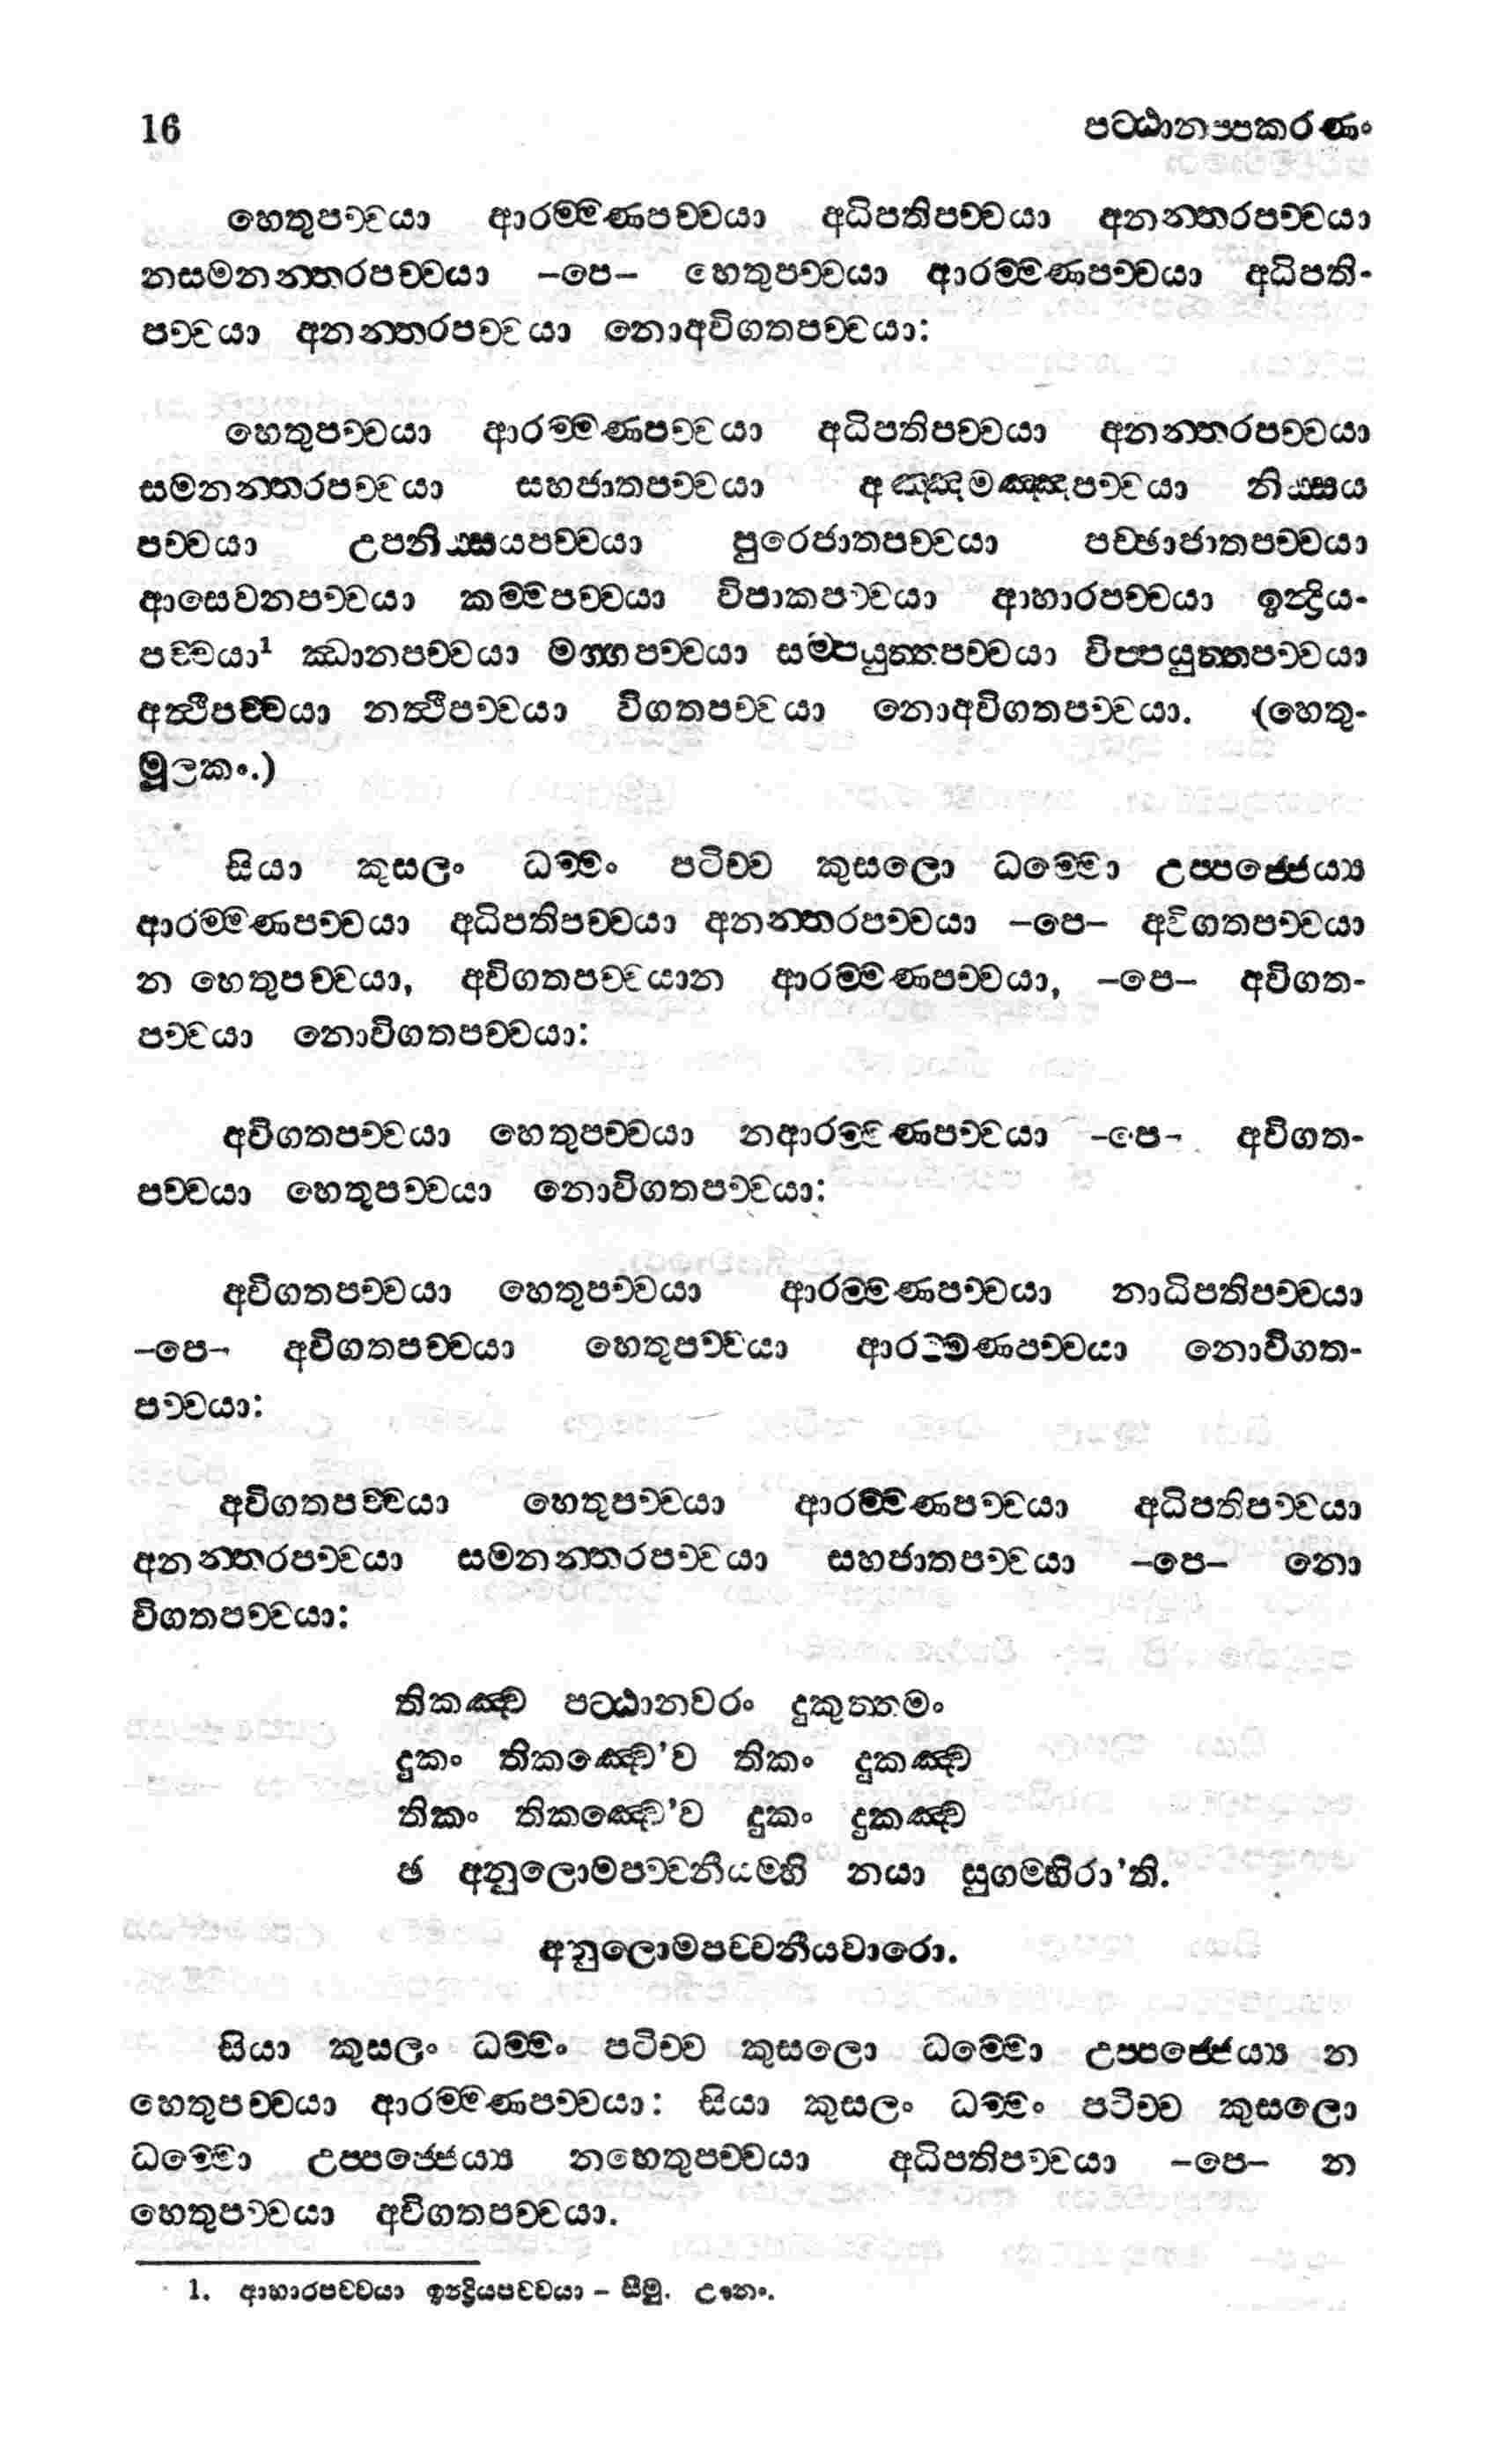 16 පට්ඨානප්පකරණං
හෙතුපච්චයා ආරම්මණපච්චයා අධිපතිපච්චයා අනන්තරපච්චයා
නසමනන්තරපච්චයා –පෙ– හෙතුපච්චයා ආරම්මණපච්චයා අධිපති-
පච්චයා අනන්තරපච්චයා නොඅවිගතපච්චයා:
හෙතුපච්චයා ආරම්මණපච්චයා අධිපතිපච්චයා අනන්තරපච්චයා
සමනන්තරපච්චයා සහජාතපච්චයා අඤ්ඤමඤ්ඤපච්චයා නිස්සය
පච්චයා උපනිස්සයපච්චයා පුරෙජාතපච්චයා පච්ඡාජාතපච්චයා
ආසෙවනපච්චයා කම්මපච්චයා විපාකපච්චයා ආහාරපච්චයා ඉන්ද්‍රිය-
පච්චයා¹ ඣානපච්චයා මග්ගපච්චයා සම්පයුත්තපච්චයා විප්පයුත්තපච්චයා
අත්ථිපච්චයා නත්ථිපච්චයා විගතපච්චයා නොඅවිගතපච්චයා. (හෙතු-
මූලකං.)
සියා කුසලං ධම්මං පටිච්ච කුසලො ධම්මො උප්පජ්ජෙය්‍ය
ආරම්මණපච්චයා අධිපතිපච්චයා අනන්තරපච්චයා –පෙ– අවිගතපච්චයා
න හෙතුපච්චයා, අවිගතපච්චයාන ආරම්මණපච්චයා, –පෙ– අවිගත-
පච්චයා නොවිගතපච්චයා:
අවිගතපච්චයා හෙතුපච්චයා නආරම්මණපච්චයා –පෙ– අවිගත-
පච්චයා හෙතුපච්චයා නොවිගතපච්චයා:
අවිගතපච්චයා හෙතුපච්චයා ආරම්මණපච්චයා නාධිපතිපච්චයා
–පෙ– අවිගතපච්චයා හෙතුපච්චයා ආරම්මණපච්චයා නොවිගත-
පච්චයා:
අවිගතපච්චයා හෙතුපච්චයා ආරම්මණපච්චයා අධිපතිපච්චයා
අනන්තරපච්චයා සමනන්තරපච්චයා සහජාතපච්චයා –පෙ– නො
විගතපච්චයා:
තිකඤ්ච පට්ඨානවරං දුකුත්තමං
දුකං තිකඤ්චෙ'ව තිකං දුකඤ්ච
තිකං තිකඤ්චෙ'ව දුකං දුකඤ්ච
ඡ අනුලොමපච්චනීයම්හි නයා සුගම්භීරා'ති.
අනුලොමපච්චනීයවාරො.
සියා කුසලං ධම්මං පටිච්ච කුසලො ධම්මො උප්පජ්ජෙය්‍ය න
හෙතුපච්චයා ආරම්මණපච්චයා: සියා කුසලං ධම්මං පටිච්ච කුසලො
ධම්මො උප්පජ්ජෙය්‍ය නහෙතුපච්චයා අධිපතිපච්චයා –පෙ– න
හෙතුපච්චයා අවිගතපච්චයා.
1. ආහාරපච්චයා ඉන්ද්‍රියපච්චයා – සීමු. ඌනං.